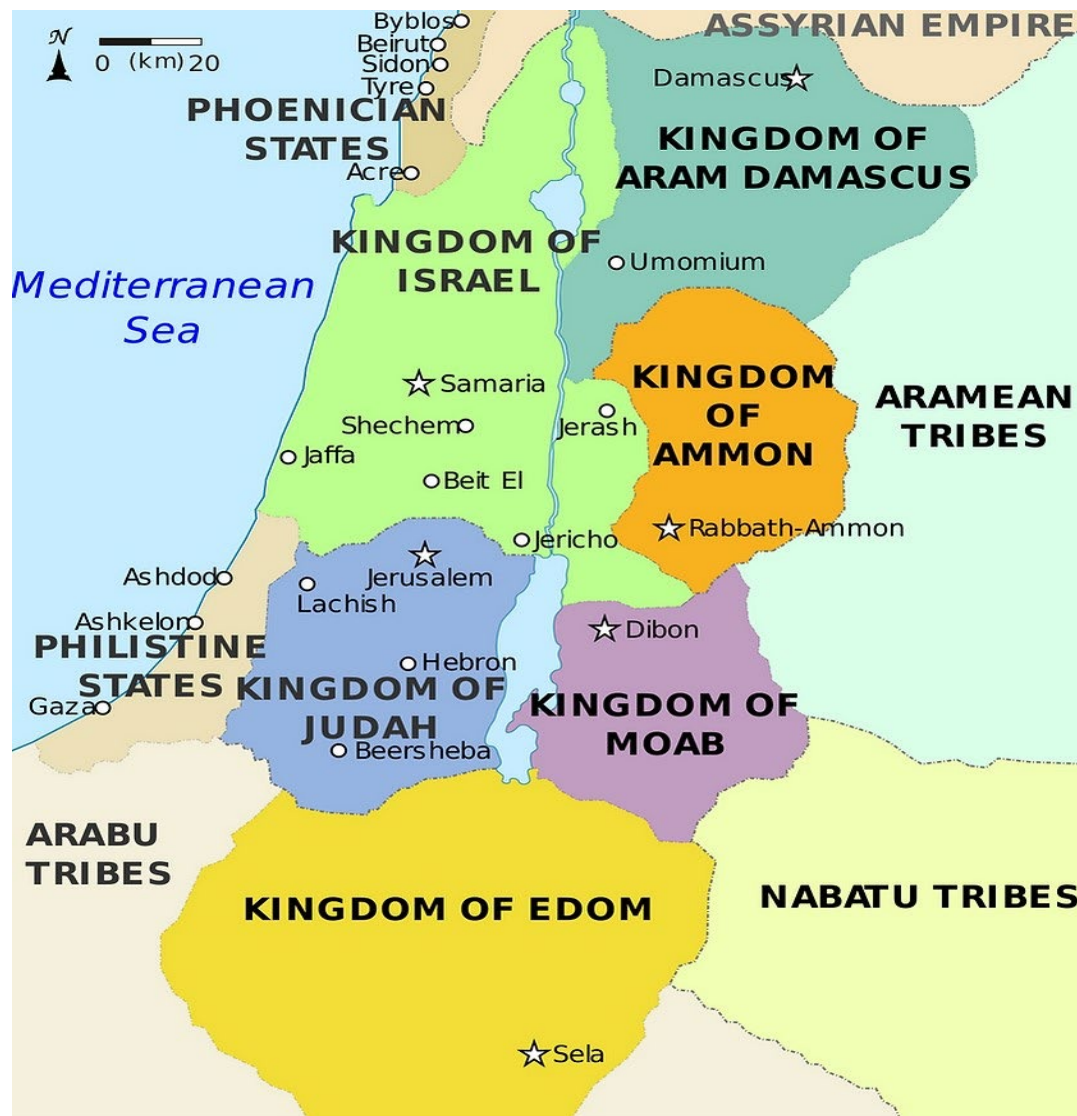 Byblos
ASSYRIAN EMPIRE
N
Beirut
0 (km) 20
Sidon
Damascus
Tyre
PHOENICIAN
STATES
KINGDOM OF
ARAM DAMASCUS
Acre
KINGDOM OF
ISRAEL
Umomium
Mediterranean
Sea
Samaria
KINGDOM
OF
AMMON
ARAMEAN
TRIBES
Shechem
Jerash
Jaffa
Beit El
Rabbath-Ammon
Jericho
Ashdod
Jerusalem
Lachish
Ashkelon
Dibon
PHILISTINE
STATES
Hebron
Gaza
KINGDOM OF
JUDAH
KINGDOM OF
MOAB
Beersheba
ARABU
TRIBES
KINGDOM OF EDOM
NABATU TRIBES
Sela